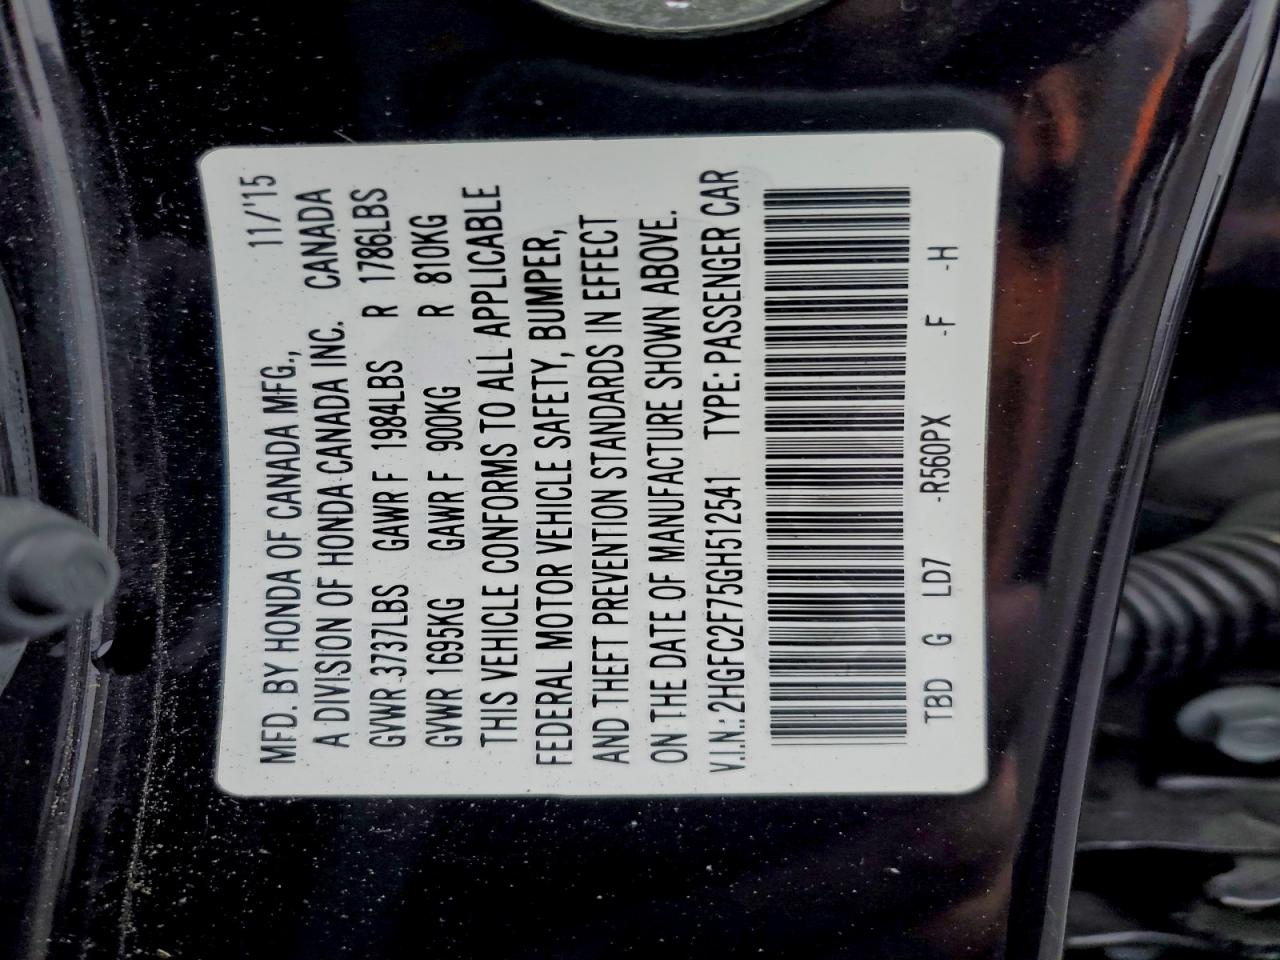 MFD. BY HONDA OF CANADA MFG., 11/'15
A DIVISION OF HONDA CANADA INC. CANADA
GVWR 3737LBS GAWR F 1984LBS R 1786LBS
GVWR 1695KG GAWR F 900KG R 810KG
THIS VEHICLE CONFORMS TO ALL APPLICABLE
FEDERAL MOTOR VEHICLE SAFETY, BUMPER,
AND THEFT PREVENTION STANDARDS IN EFFECT
ON THE DATE OF MANUFACTURE SHOWN ABOVE.
V.I.N.: 2HGFC2F75GH512541 TYPE: PASSENGER CAR
TBD G LD7 -R560PX -F -H